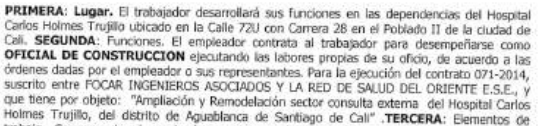 PRIMERA: Lugar. El trabajador desarrollará sus funciones en las dependencias del Hospital
Carlos Holmes Trujillo ubicado en la Calle 72U con Carrera 28 en el Poblado II de la ciudad de
Cali. SEGUNDA: Funciones. El empleador contrata al trabajador para desempeñarse como
OFICIAL DE CONSTRUCCION ejecutando las labores propias de su oficio, de acuerdo a las
órdenes dadas por el empleador o sus representantes. Para la ejecución del contrato 071-2014,
suscrito entre FOCAR INGENIEROS ASOCIADOS Y LA RED DE SALUD DEL ORIENTE E.S.E., y
que tiene por objeto: "Ampliación y Remodelación sector consulta externa del Hospital Carlos
Holmes Trujillo, del distrito de Aguablanca de Santiago de Cali" .TERCERA: Elementos de